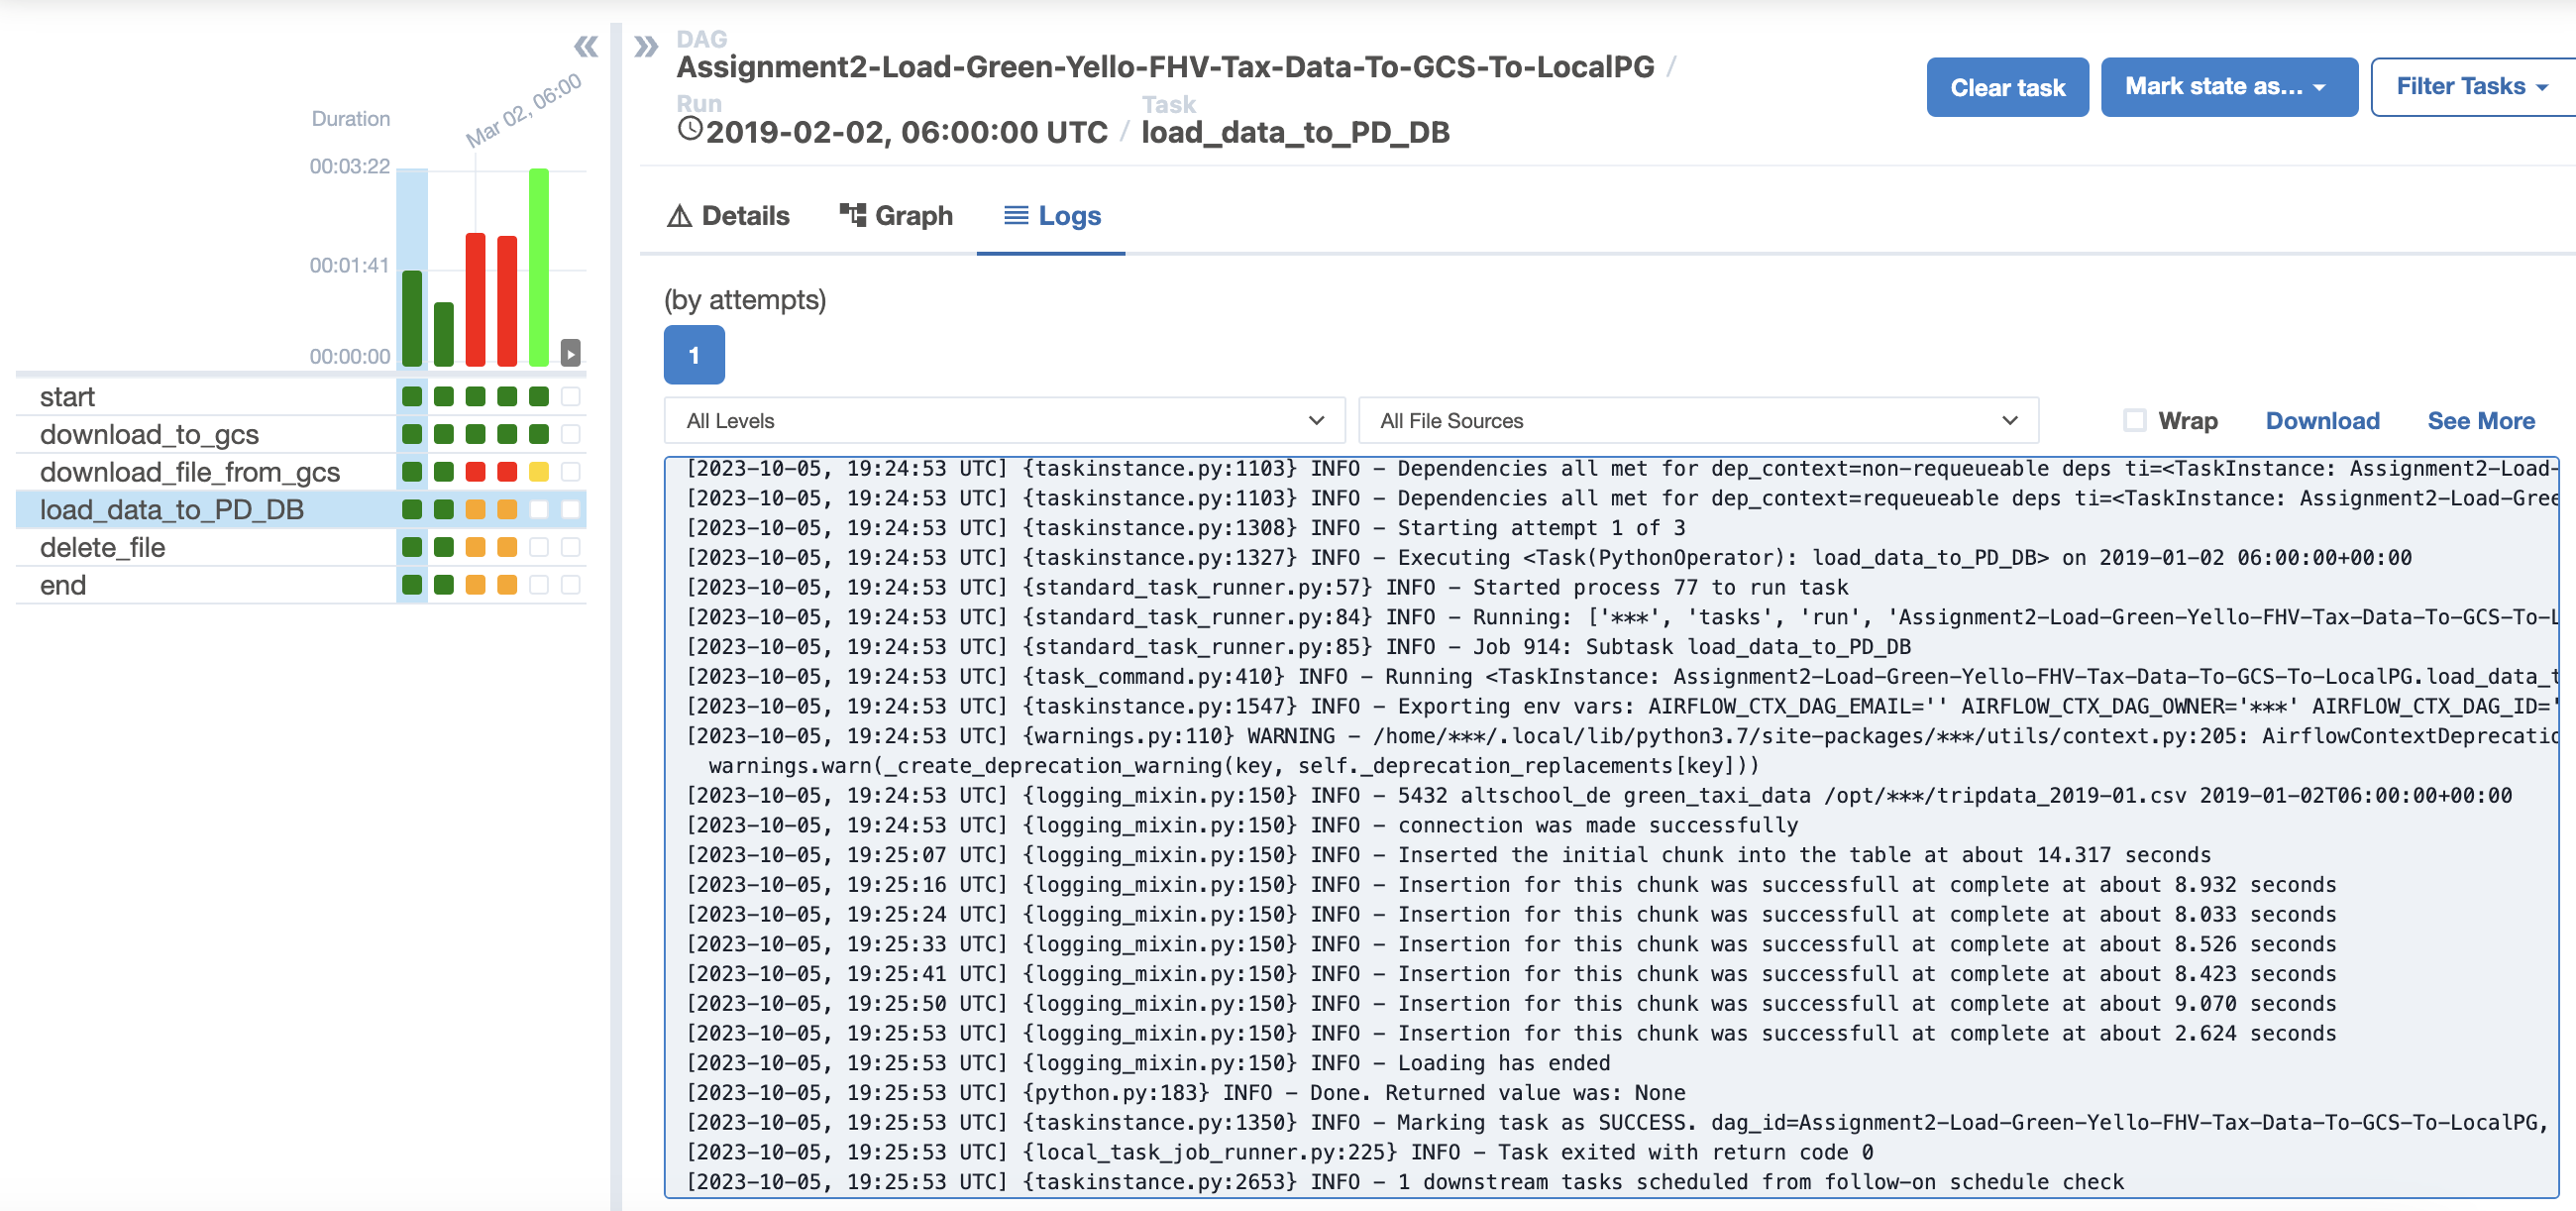 DAG
Assignment2-Load-Green-Yello-FHV-Tax-Data-To-GCS-To-LocalPG /
Run
2019-02-02, 06:00:00 UTC /
Task
load_data_to_PD_DB
Clear task
Mark state as...
Filter Tasks
Mar 02, 06:00
Duration
00:03:22
00:01:41
00:00:00
start
download_to_gcs
download_file_from_gcs
load_data_to_PD_DB
delete_file
end
Details
Graph
Logs
(by attempts)
1
All Levels
All File Sources
Wrap
Download
See More
[2023-10-05, 19:24:53 UTC] {taskinstance.py:1103} INFO - Dependencies all met for dep_context=non-requeueable deps ti=<TaskInstance: Assignment2-Load-
[2023-10-05, 19:24:53 UTC] {taskinstance.py:1103} INFO - Dependencies all met for dep_context=requeueable deps ti=<TaskInstance: Assignment2-Load-Gree
[2023-10-05, 19:24:53 UTC] {taskinstance.py:1308} INFO - Starting attempt 1 of 3
[2023-10-05, 19:24:53 UTC] {taskinstance.py:1327} INFO - Executing <Task(PythonOperator): load_data_to_PD_DB> on 2019-01-02 06:00:00+00:00
[2023-10-05, 19:24:53 UTC] {standard_task_runner.py:57} INFO - Started process 77 to run task
[2023-10-05, 19:24:53 UTC] {standard_task_runner.py:84} INFO - Running: ['***', 'tasks', 'run', 'Assignment2-Load-Green-Yello-FHV-Tax-Data-To-GCS-To-L
[2023-10-05, 19:24:53 UTC] {standard_task_runner.py:85} INFO - Job 914: Subtask load_data_to_PD_DB
[2023-10-05, 19:24:53 UTC] {task_command.py:410} INFO - Running <TaskInstance: Assignment2-Load-Green-Yello-FHV-Tax-Data-To-GCS-To-LocalPG.load_data_t
[2023-10-05, 19:24:53 UTC] {taskinstance.py:1547} INFO - Exporting env vars: AIRFLOW_CTX_DAG_EMAIL='' AIRFLOW_CTX_DAG_OWNER='***' AIRFLOW_CTX_DAG_ID='
[2023-10-05, 19:24:53 UTC] {warnings.py:110} WARNING - /home/***/.local/lib/python3.7/site-packages/***/utils/context.py:205: AirflowContextDeprecatio
warnings.warn(_create_deprecation_warning(key, self._deprecation_replacements[key]))
[2023-10-05, 19:24:53 UTC] {logging_mixin.py:150} INFO - 5432 altschool_de green_taxi_data /opt/***/tripdata_2019-01.csv 2019-01-02T06:00:00+00:00
[2023-10-05, 19:24:53 UTC] {logging_mixin.py:150} INFO - connection was made successfully
[2023-10-05, 19:25:07 UTC] {logging_mixin.py:150} INFO - Inserted the initial chunk into the table at about 14.317 seconds
[2023-10-05, 19:25:16 UTC] {logging_mixin.py:150} INFO - Insertion for this chunk was successfull at complete at about 8.932 seconds
[2023-10-05, 19:25:24 UTC] {logging_mixin.py:150} INFO - Insertion for this chunk was successfull at complete at about 8.033 seconds
[2023-10-05, 19:25:33 UTC] {logging_mixin.py:150} INFO - Insertion for this chunk was successfull at complete at about 8.526 seconds
[2023-10-05, 19:25:41 UTC] {logging_mixin.py:150} INFO - Insertion for this chunk was successfull at complete at about 8.423 seconds
[2023-10-05, 19:25:50 UTC] {logging_mixin.py:150} INFO - Insertion for this chunk was successfull at complete at about 9.070 seconds
[2023-10-05, 19:25:53 UTC] {logging_mixin.py:150} INFO - Insertion for this chunk was successfull at complete at about 2.624 seconds
[2023-10-05, 19:25:53 UTC] {logging_mixin.py:150} INFO - Loading has ended
[2023-10-05, 19:25:53 UTC] {python.py:183} INFO - Done. Returned value was: None
[2023-10-05, 19:25:53 UTC] {taskinstance.py:1350} INFO - Marking task as SUCCESS. dag_id=Assignment2-Load-Green-Yello-FHV-Tax-Data-To-GCS-To-LocalPG,
[2023-10-05, 19:25:53 UTC] {local_task_job_runner.py:225} INFO - Task exited with return code 0
[2023-10-05, 19:25:53 UTC] {taskinstance.py:2653} INFO - 1 downstream tasks scheduled from follow-on schedule check